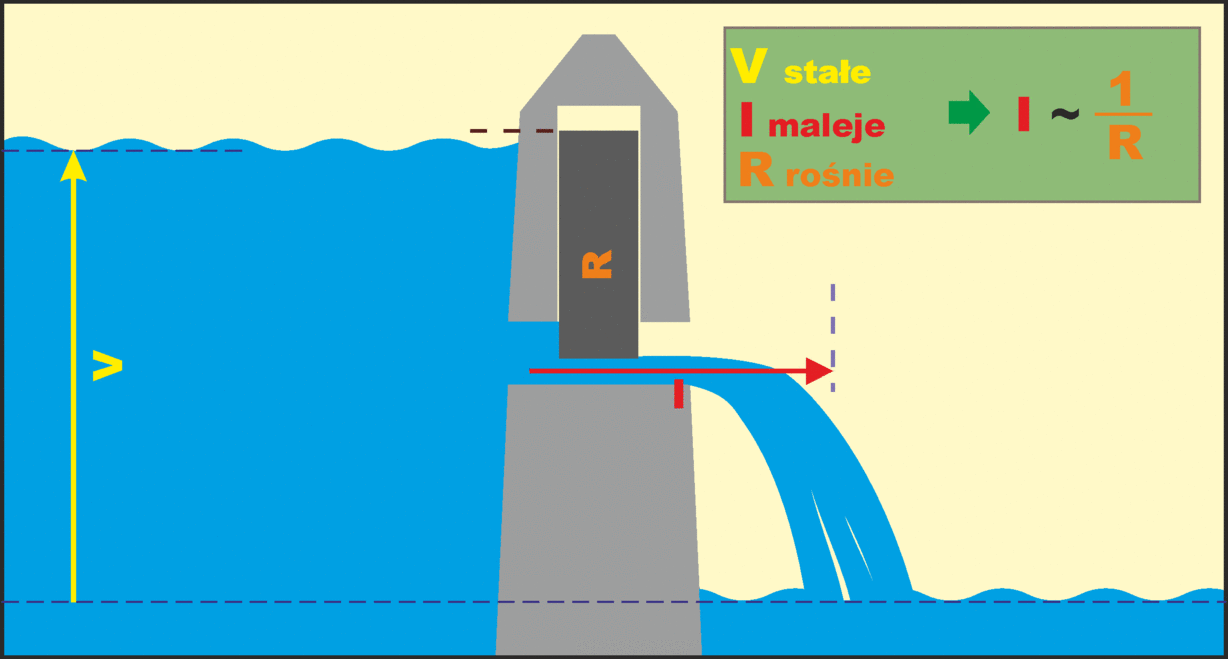 V stałe
I maleje
R rośnie
I ~ 1/R
R
V
I